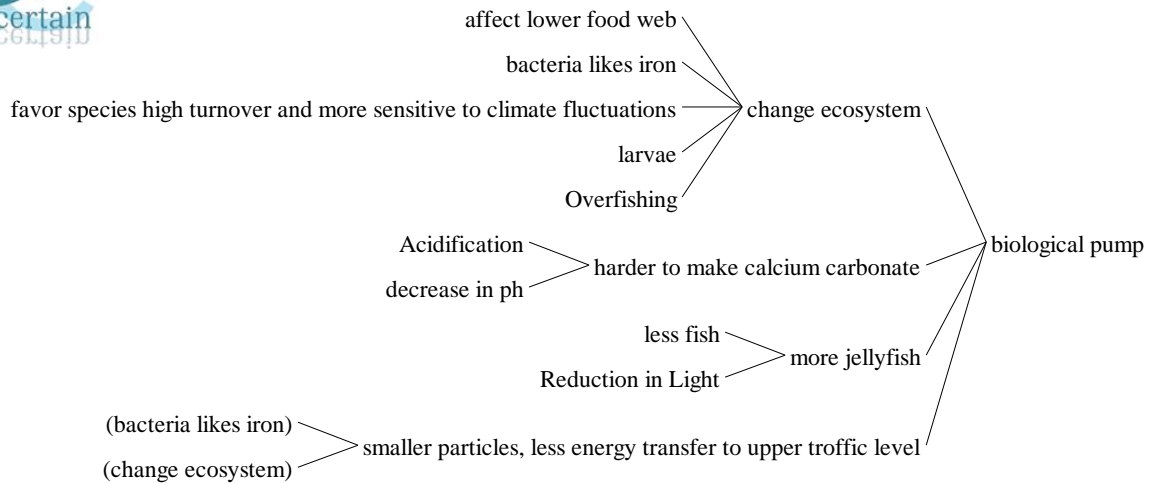 certain
affect lower food web
bacteria likes iron
favor species high turnover and more sensitive to climate fluctuations
change ecosystem
larvae
Overfishing
Acidification
biological pump
harder to make calcium carbonate
decrease in ph
less fish
more jellyfish
Reduction in Light
(bacteria likes iron)
smaller particles, less energy transfer to upper troffic level
(change ecosystem)